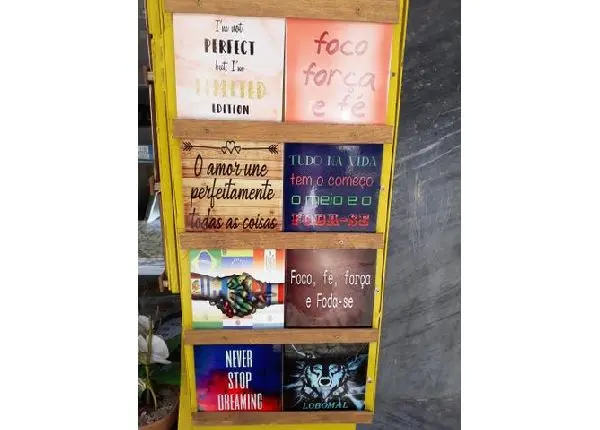 I'm not
PERFECT
but I'm
LIMITED
EDITION
foco
força
e fé
O amor une
perfeitamente
todas as coisas
TUDO NA VIDA
tem o começo
o meio e o
FODA-SE
Foco, fé, força
e Foda-se
NEVER
STOP
DREAMING
LOBOMAL